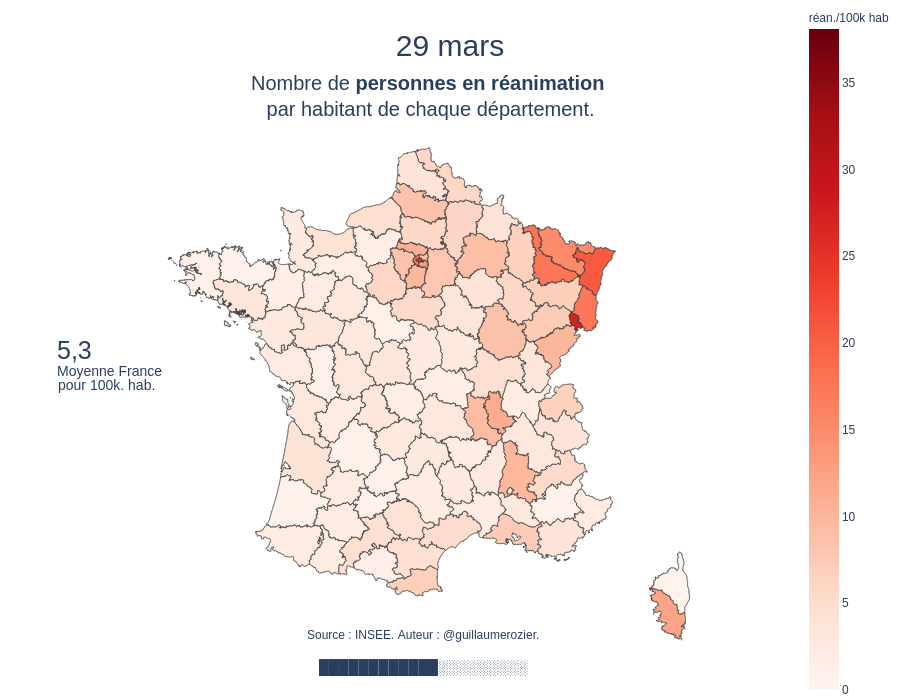 réan./100k hab
29 mars
Nombre de personnes en réanimation
par habitant de chaque département.
35
30
25
20
15
10
5
0
5,3
Moyenne France
pour 100k. hab.
Source : INSEE. Auteur : @guillaumerozier.